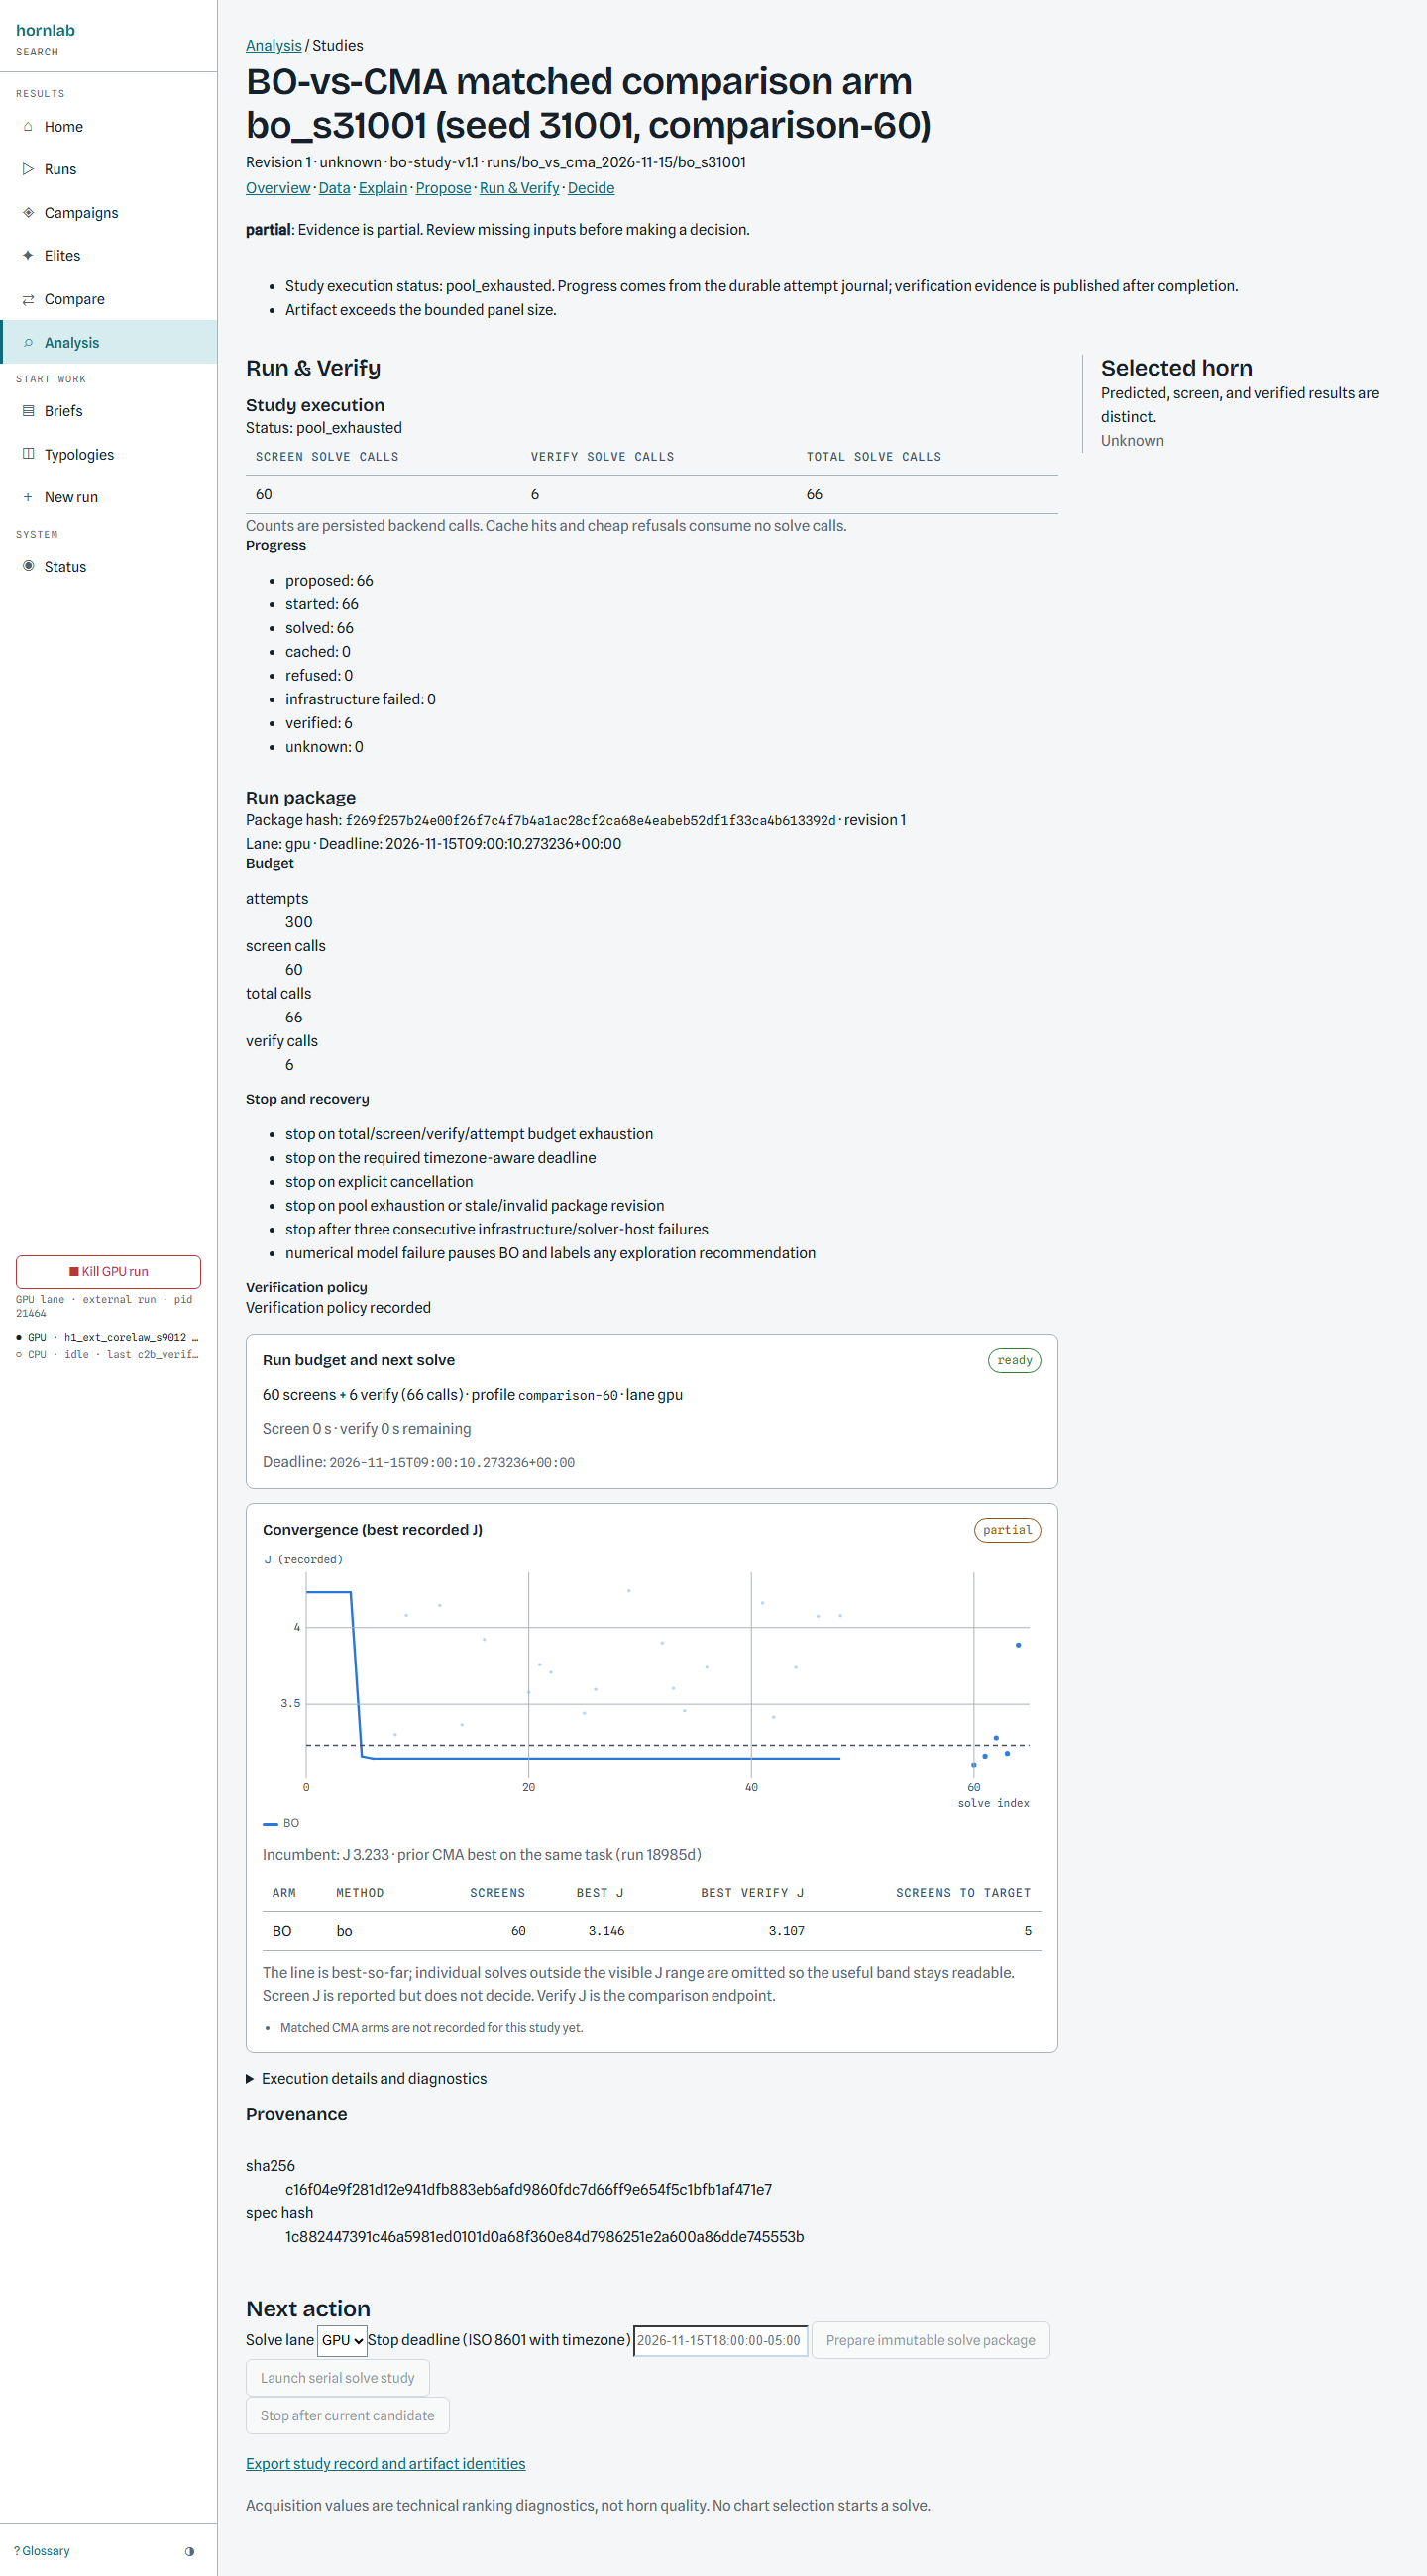 hornlab
SEARCH
RESULTS
Home
Runs
Campaigns
Elites
Compare
Analysis
START WORK
Briefs
Typologies
+ New run
SYSTEM
Status
Kill GPU run
GPU lane · external run · pid
21464
GPU · h1_ext_corelaw_s9012 …
CPU · idle · last c2b_verif…
? Glossary
Analysis / Studies
BO-vs-CMA matched comparison arm
bo_s31001 (seed 31001, comparison-60)
Revision 1 · unknown · bo-study-v1.1 · runs/bo_vs_cma_2026-11-15/bo_s31001
Overview · Data · Explain · Propose · Run & Verify · Decide
partial: Evidence is partial. Review missing inputs before making a decision.
• Study execution status: pool_exhausted. Progress comes from the durable attempt journal; verification evidence is published after completion.
• Artifact exceeds the bounded panel size.
Run & Verify
Study execution
Status: pool_exhausted
SCREEN SOLVE CALLS VERIFY SOLVE CALLS TOTAL SOLVE CALLS
60 6 66
Counts are persisted backend calls. Cache hits and cheap refusals consume no solve calls.
Progress
• proposed: 66
• started: 66
• solved: 66
• cached: 0
• refused: 0
• infrastructure failed: 0
• verified: 6
• unknown: 0
Run package
Package hash: f269f257b24e00f26f7c4f7b4a1ac28cf2ca68e4eabeb52df1f33ca4b613392d · revision 1
Lane: gpu · Deadline: 2026-11-15T09:00:10.273236+00:00
Budget
attempts
300
screen calls
60
total calls
66
verify calls
6
Stop and recovery
• stop on total/screen/verify/attempt budget exhaustion
• stop on the required timezone-aware deadline
• stop on explicit cancellation
• stop on pool exhaustion or stale/invalid package revision
• stop after three consecutive infrastructure/solver-host failures
• numerical model failure pauses BO and labels any exploration recommendation
Verification policy
Verification policy recorded
Run budget and next solve ready
60 screens + 6 verify (66 calls) · profile comparison-60 · lane gpu
Screen 0 s · verify 0 s remaining
Deadline: 2026-11-15T09:00:10.273236+00:00
Convergence (best recorded J) partial
J (recorded)
4
3.5
0 20 40 60
solve index
BO
Incumbent: J 3.233 · prior CMA best on the same task (run 18985d)
ARM METHOD SCREENS BEST J BEST VERIFY J SCREENS TO TARGET
BO bo 60 3.146 3.107 5
The line is best-so-far; individual solves outside the visible J range are omitted so the useful band stays readable.
Screen J is reported but does not decide. Verify J is the comparison endpoint.
• Matched CMA arms are not recorded for this study yet.
Execution details and diagnostics
Provenance
sha256
c16f04e9f281d12e941dfb883eb6afd9860fdc7d66ff9e654f5c1bfb1af471e7
spec hash
1c882447391c46a5981ed0101d0a68f360e84d7986251e2a600a86dde745553b
Next action
Solve lane GPU Stop deadline (ISO 8601 with timezone) 2026-11-15T18:00:00-05:00 Prepare immutable solve package
Launch serial solve study
Stop after current candidate
Export study record and artifact identities
Acquisition values are technical ranking diagnostics, not horn quality. No chart selection starts a solve.
Selected horn
Predicted, screen, and verified results are
distinct.
Unknown